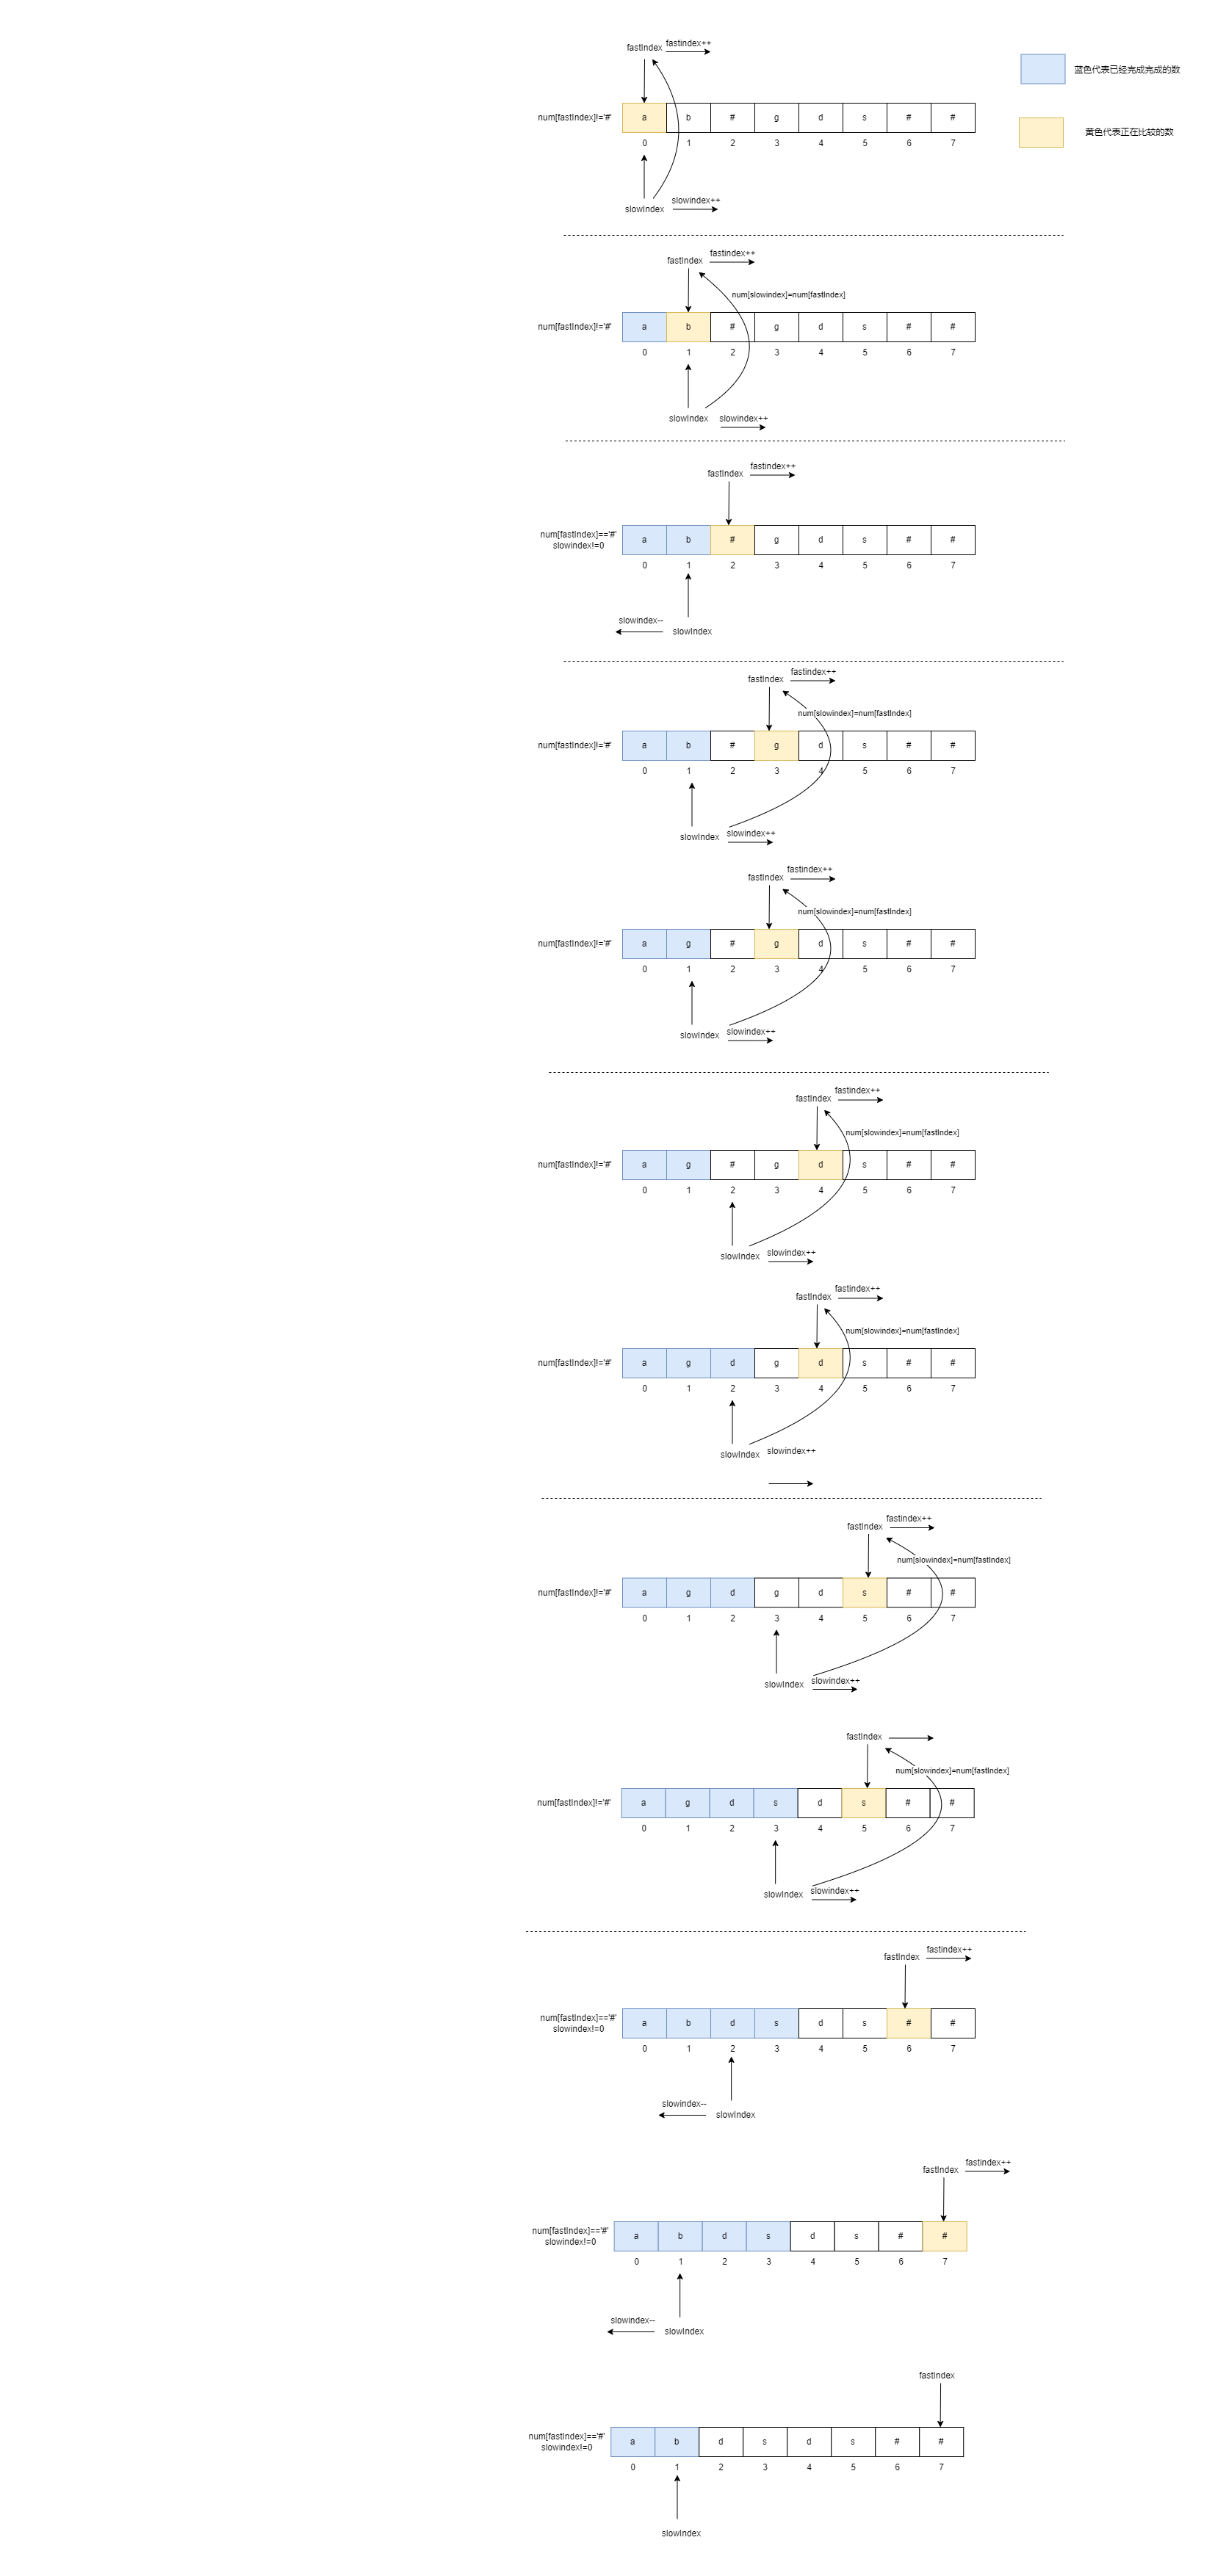 fastIndex fastindex++
蓝色代表已经完成完成的数
num[fastIndex]!='#' a b # g d s # #
黄色代表正在比较的数
0 1 2 3 4 5 6 7
slowindex++
slowIndex
fastindex++
fastIndex
num[slowindex]=num[fastIndex]
num[fastIndex]!='#' a b # g d s # #
0 1 2 3 4 5 6 7
slowIndex slowindex++
fastindex++
fastIndex
num[fastIndex]=='#'
slowindex!=0
a b # g d s # #
0 1 2 3 4 5 6 7
slowindex--
slowIndex
fastindex++
fastIndex
num[slowindex]=num[fastIndex]
num[fastIndex]!='#' a b # g d s # #
0 1 2 3 4 5 6 7
slowIndex slowindex++
fastindex++
fastIndex
num[slowindex]=num[fastIndex]
num[fastIndex]!='#' a g # g d s # #
0 1 2 3 4 5 6 7
slowIndex slowindex++
fastindex++
fastIndex
num[slowindex]=num[fastIndex]
num[fastIndex]!='#' a g # g d s # #
0 1 2 3 4 5 6 7
slowIndex slowindex++
fastindex++
fastIndex
num[slowindex]=num[fastIndex]
num[fastIndex]!='#' a g d g d s # #
0 1 2 3 4 5 6 7
slowIndex slowindex++
fastindex++
fastIndex
num[slowindex]=num[fastIndex]
num[fastIndex]!='#' a g d g d s # #
0 1 2 3 4 5 6 7
slowIndex slowindex++
fastIndex
num[slowindex]=num[fastIndex]
num[fastIndex]!='#' a g d s d s # #
0 1 2 3 4 5 6 7
slowIndex slowindex++
fastindex++
fastIndex
num[fastIndex]=='#'
slowindex!=0
a b d s d s # #
0 1 2 3 4 5 6 7
slowindex--
slowIndex
fastindex++
fastIndex
num[fastIndex]=='#'
slowindex!=0
a b d s d s # #
0 1 2 3 4 5 6 7
slowindex--
slowIndex
fastIndex
num[fastIndex]=='#'
slowindex!=0
a b d s d s # #
0 1 2 3 4 5 6 7
slowIndex